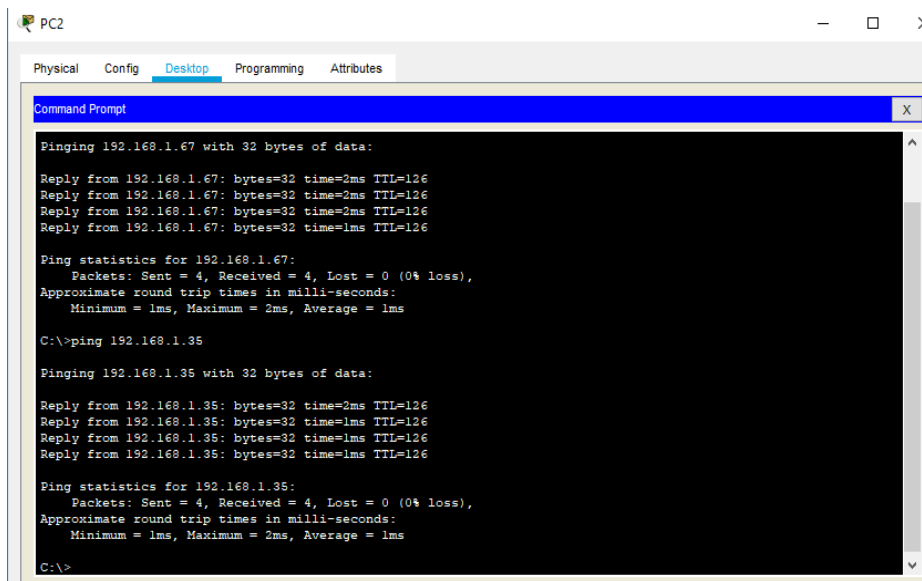 PC2
Physical Config Desktop Programming Attributes
Command Prompt
X
Pinging 192.168.1.67 with 32 bytes of data:
Reply from 192.168.1.67: bytes=32 time=2ms TTL=126
Reply from 192.168.1.67: bytes=32 time=2ms TTL=126
Reply from 192.168.1.67: bytes=32 time=2ms TTL=126
Reply from 192.168.1.67: bytes=32 time=1ms TTL=126
Ping statistics for 192.168.1.67:
Packets: Sent = 4, Received = 4, Lost = 0 (0% loss),
Approximate round trip times in milli-seconds:
Minimum = 1ms, Maximum = 2ms, Average = 1ms
C:\>ping 192.168.1.35
Pinging 192.168.1.35 with 32 bytes of data:
Reply from 192.168.1.35: bytes=32 time=2ms TTL=126
Reply from 192.168.1.35: bytes=32 time=1ms TTL=126
Reply from 192.168.1.35: bytes=32 time=1ms TTL=126
Reply from 192.168.1.35: bytes=32 time=1ms TTL=126
Ping statistics for 192.168.1.35:
Packets: Sent = 4, Received = 4, Lost = 0 (0% loss),
Approximate round trip times in milli-seconds:
Minimum = 1ms, Maximum = 2ms, Average = 1ms
C:\>